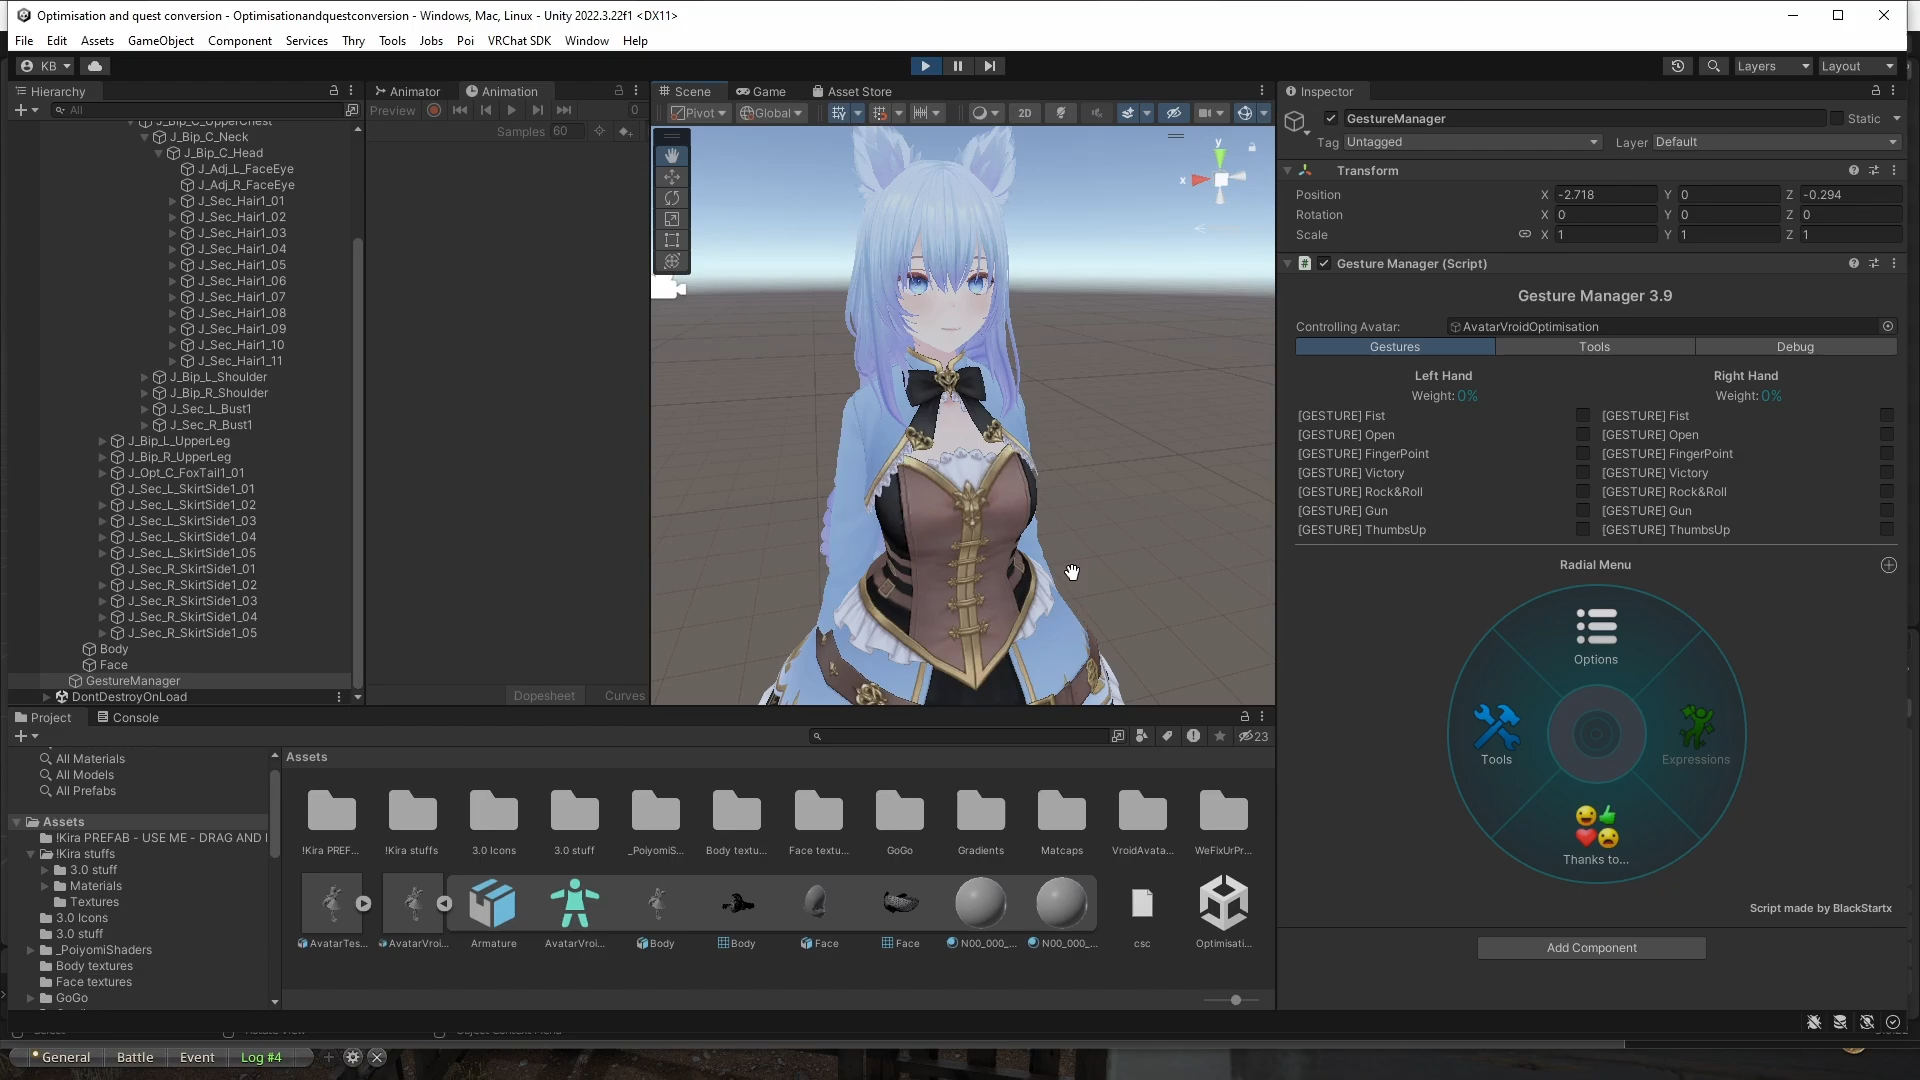 Optimisation and quest conversion - Optimisationandquestconversion - Windows, Mac, Linux - Unity 2022.3.22f1 <DX11>
File Edit Assets GameObject Component Services Thry Tools Jobs Poi VRChat SDK Window Help
KB
Layers
Layout
Hierarchy
Animator
Animation
Scene
Game
Asset Store
Inspector
All
Preview
0
Pivot
Global
2D
Samples 60
GestureManager
Static
Tag Untagged
Layer Default
J_Bip_C_UpperChest
J_Bip_C_Neck
J_Bip_C_Head
J_Adj_L_FaceEye
J_Adj_R_FaceEye
J_Sec_Hair1_01
J_Sec_Hair1_02
J_Sec_Hair1_03
J_Sec_Hair1_04
J_Sec_Hair1_05
J_Sec_Hair1_06
J_Sec_Hair1_07
J_Sec_Hair1_08
J_Sec_Hair1_09
J_Sec_Hair1_10
J_Sec_Hair1_11
J_Bip_L_Shoulder
J_Bip_R_Shoulder
J_Sec_L_Bust1
J_Sec_R_Bust1
J_Bip_L_UpperLeg
J_Bip_R_UpperLeg
J_Opt_C_FoxTail1_01
J_Sec_L_SkirtSide1_01
J_Sec_L_SkirtSide1_02
J_Sec_L_SkirtSide1_03
J_Sec_L_SkirtSide1_04
J_Sec_L_SkirtSide1_05
J_Sec_R_SkirtSide1_01
J_Sec_R_SkirtSide1_02
J_Sec_R_SkirtSide1_03
J_Sec_R_SkirtSide1_04
J_Sec_R_SkirtSide1_05
Body
Face
GestureManager
DontDestroyOnLoad
Dopesheet
Curves
y
x
Transform
Position X -2.718 Y 0 Z -0.294
Rotation X 0 Y 0 Z 0
Scale X 1 Y 1 Z 1
Gesture Manager (Script)
Gesture Manager 3.9
Controlling Avatar: AvatarVroidOptimisation
Gestures Tools Debug
Left Hand Right Hand
Weight: 0% Weight: 0%
[GESTURE] Fist [GESTURE] Fist
[GESTURE] Open [GESTURE] Open
[GESTURE] FingerPoint [GESTURE] FingerPoint
[GESTURE] Victory [GESTURE] Victory
[GESTURE] Rock&Roll [GESTURE] Rock&Roll
[GESTURE] Gun [GESTURE] Gun
[GESTURE] ThumbsUp [GESTURE] ThumbsUp
Radial Menu
Options
Tools
Expressions
Thanks to...
Script made by BlackStartx
Add Component
Project
Console
23
All Materials
All Models
All Prefabs
Assets
!Kira PREFAB - USE ME - DRAG AND
!Kira stuffs
3.0 stuff
Materials
Textures
3.0 Icons
3.0 stuff
_PoiyomiShaders
Body textures
Face textures
GoGo
Assets
!Kira PREF... !Kira stuffs 3.0 Icons 3.0 stuff _PoiyomiS... Body textu... Face textu... GoGo Gradients Matcaps VroidAvata... WeFixUrPr...
AvatarTes... AvatarVroi... Armature AvatarVroi... Body Body Face Face N00_000_... N00_000_... csc Optimisati...
General Battle Event Log #4